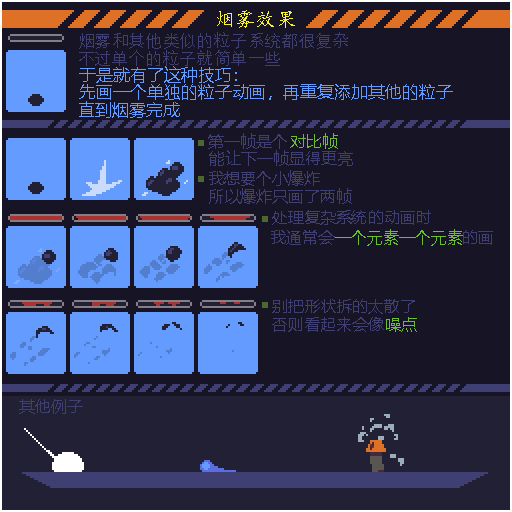 烟雾效果
烟雾和其他类似的粒子系统都很复杂
不过单个的粒子就简单一些
于是就有了这种技巧：
先画一个单独的粒子动画，再重复添加其他的粒子
直到烟雾完成
第一帧是个 对比帧
能让下一帧显得更亮
我想要个小爆炸
所以爆炸只画了两帧
处理复杂系统的动画时
我通常会一个元素一个元素的画
别把形状拆的太散了
否则看起来会像噪点
其他例子